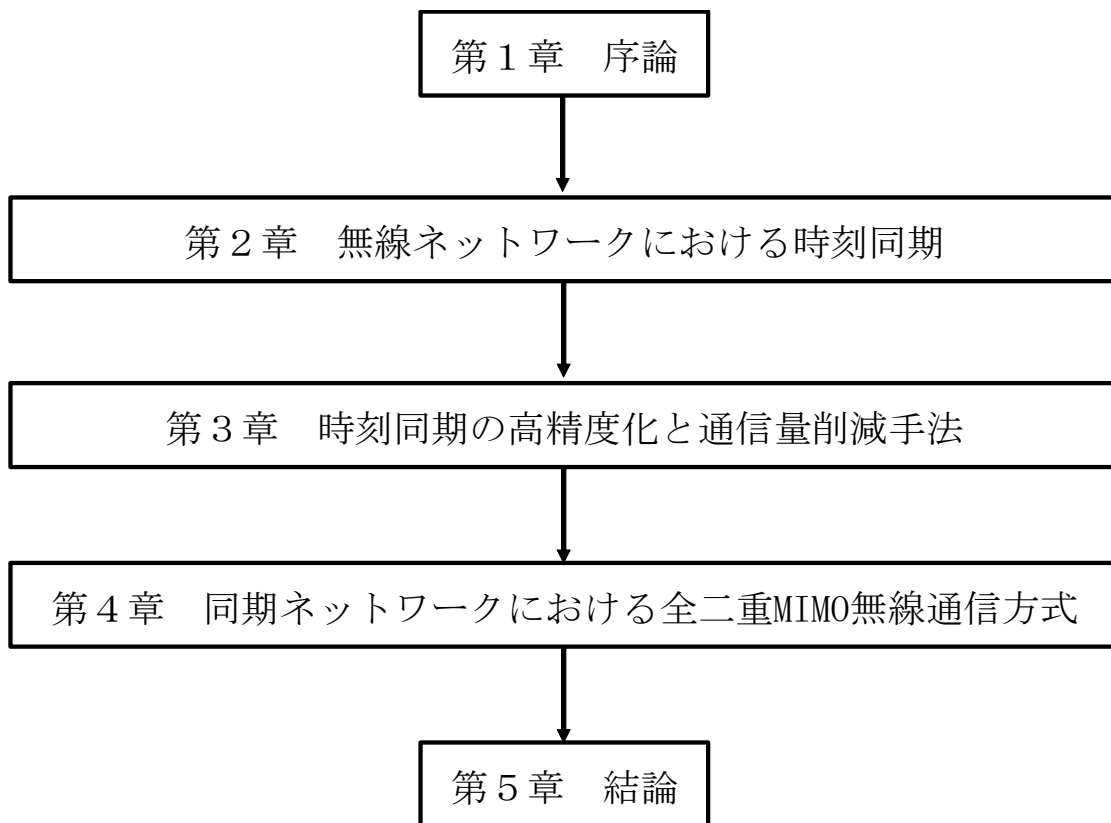 第１章　序論
第２章　無線ネットワークにおける時刻同期
第３章　時刻同期の高精度化と通信量削減手法
第４章　同期ネットワークにおける全二重MIMO無線通信方式
第５章　結論